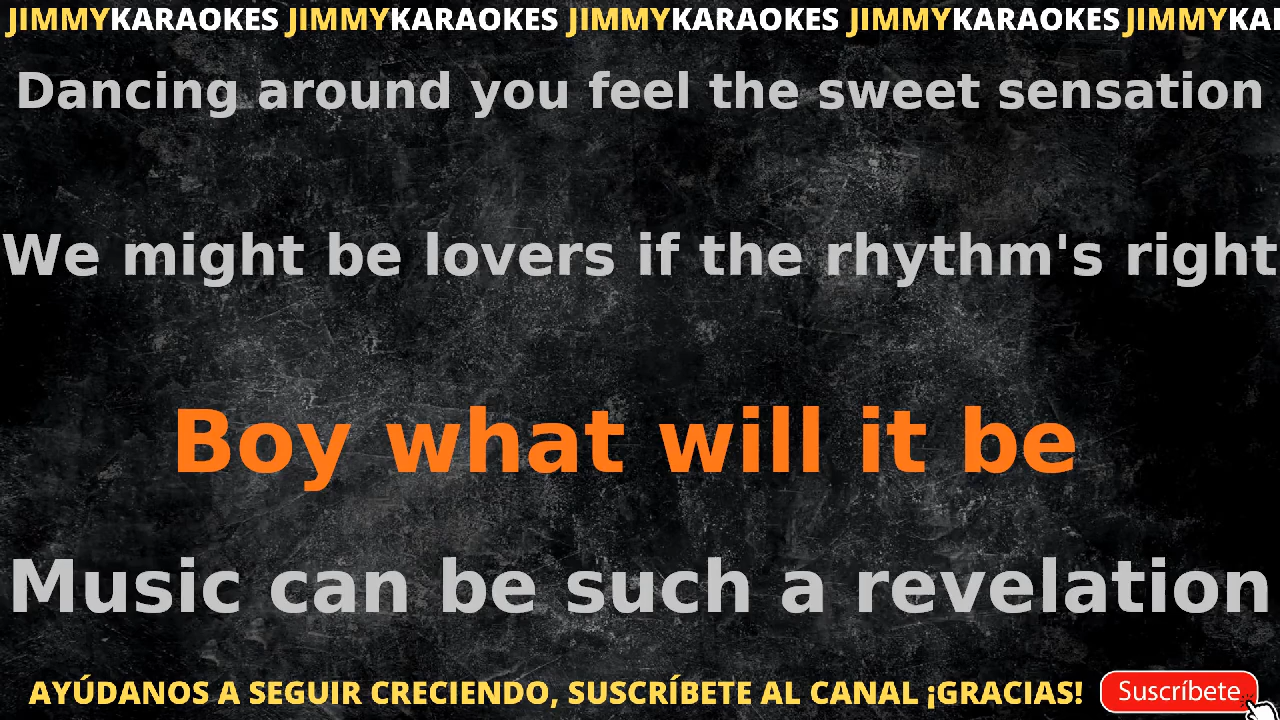 JIMMYKARAOKES JIMMYKARAOKES JIMMYKARAOKES JIMMYKARAOKES JIMMYKAI
Dancing around you feel the sweet sensation
We might be lovers if the rhythm's right
Boy what will it be
Music can be such a revelation
AYÚDANOS A SEGUIR CRECIENDO, SUSCRÍBETE AL CANAL ¡GRACIAS! Suscríbete